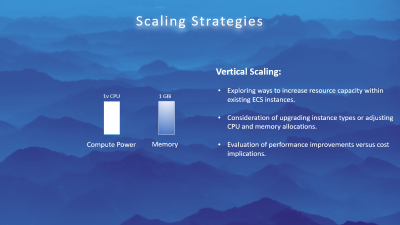 Scaling Strategies
Vertical Scaling:
1v CPU
1 GBi
Compute Power
Memory
• Exploring ways to increase resource capacity within
existing ECS instances.
• Consideration of upgrading instance types or adjusting
CPU and memory allocations.
• Evaluation of performance improvements versus cost
implications.